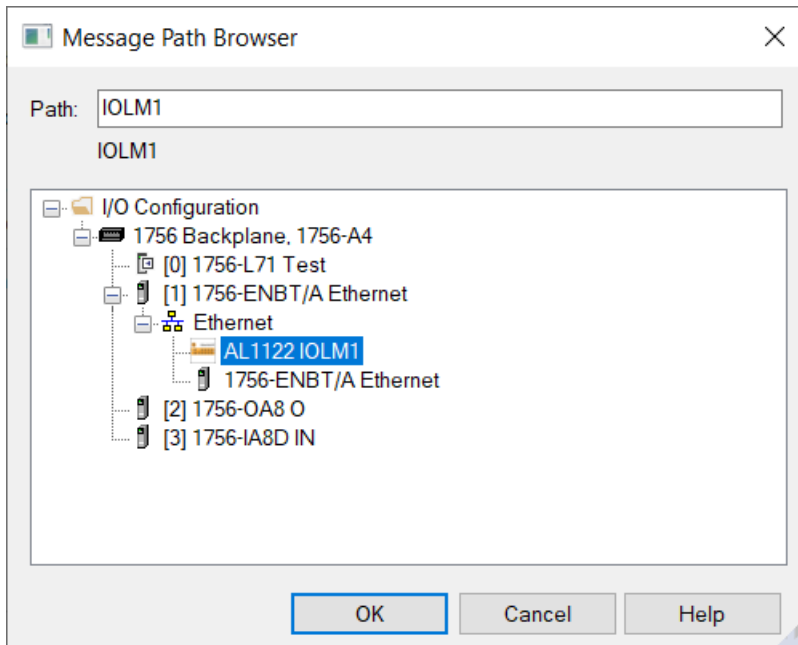 Message Path Browser
Path: IOLM1
IOLM1
I/O Configuration
1756 Backplane, 1756-A4
[0] 1756-L71 Test
[1] 1756-ENBT/A Ethernet
Ethernet
AL1122 IOLM1
1756-ENBT/A Ethernet
[2] 1756-OA8 O
[3] 1756-IA8D IN
OK Cancel Help